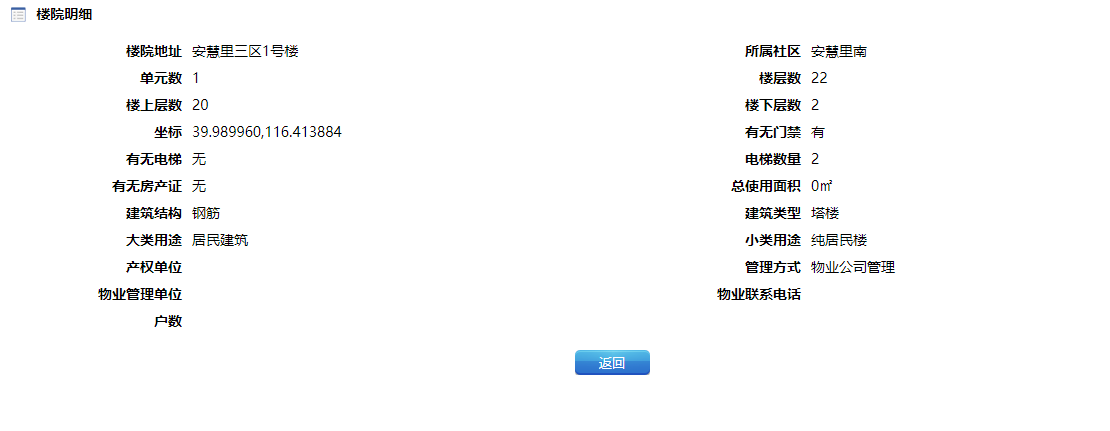 楼院明细
楼院地址 安慧里三区1号楼 所属社区 安慧里南
单元数 1 楼层数 22
楼上层数 20 楼下层数 2
坐标 39.989960,116.413884 有无门禁 有
有无电梯 无 电梯数量 2
有无房产证 无 总使用面积 0㎡
建筑结构 钢筋 建筑类型 塔楼
大类用途 居民建筑 小类用途 纯居民楼
产权单位 管理方式 物业公司管理
物业管理单位 物业联系电话
户数
返回